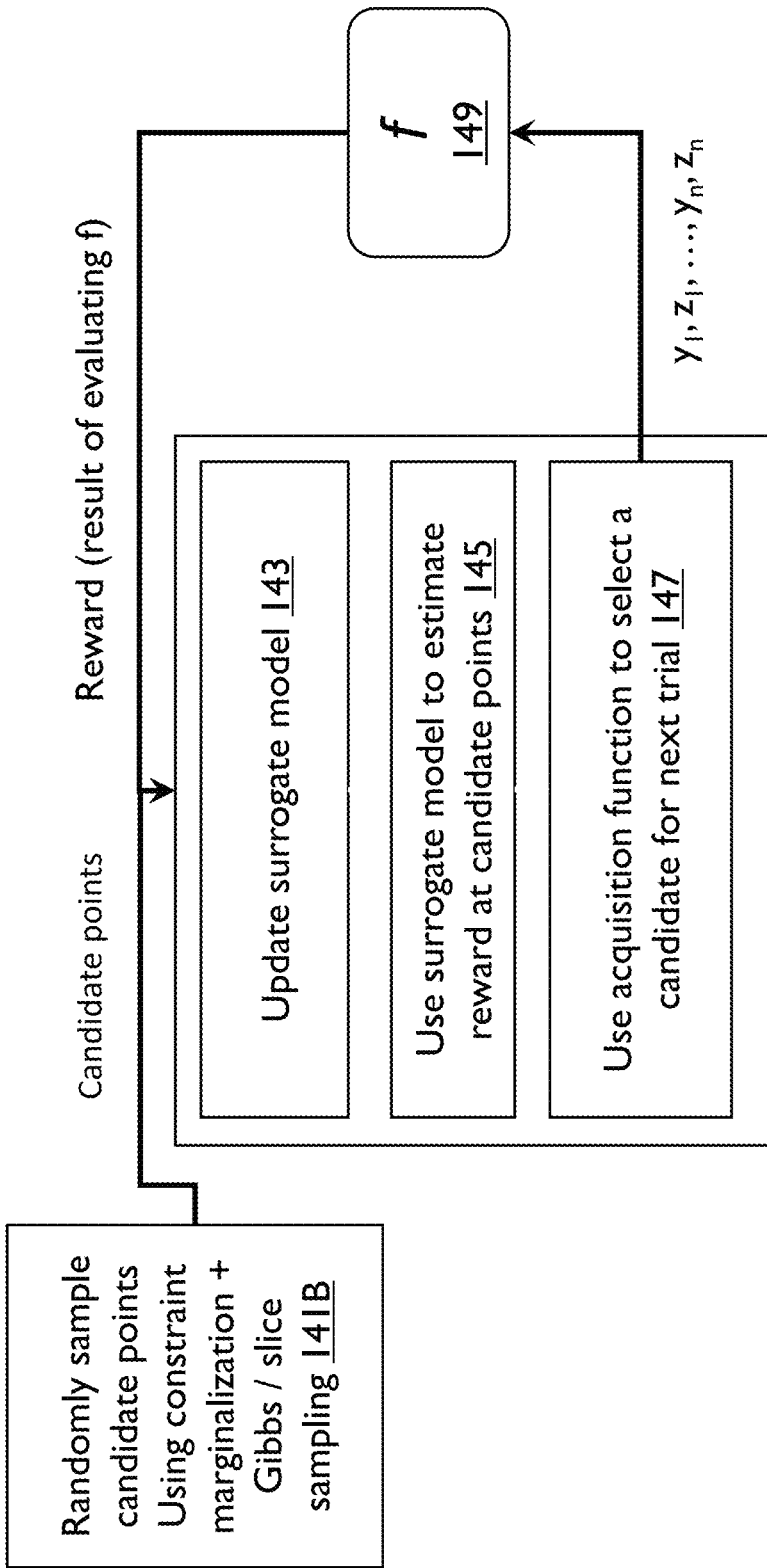 Randomly sample
candidate points
Using constraint
marginalization +
Gibbs / slice
sampling 141B
Candidate points
Reward (result of evaluating f)
Update surrogate model 143
Use surrogate model to estimate
reward at candidate points 145
Use acquisition function to select a
candidate for next trial 147
y₁, z₁, ..., yₙ, zₙ
f
149